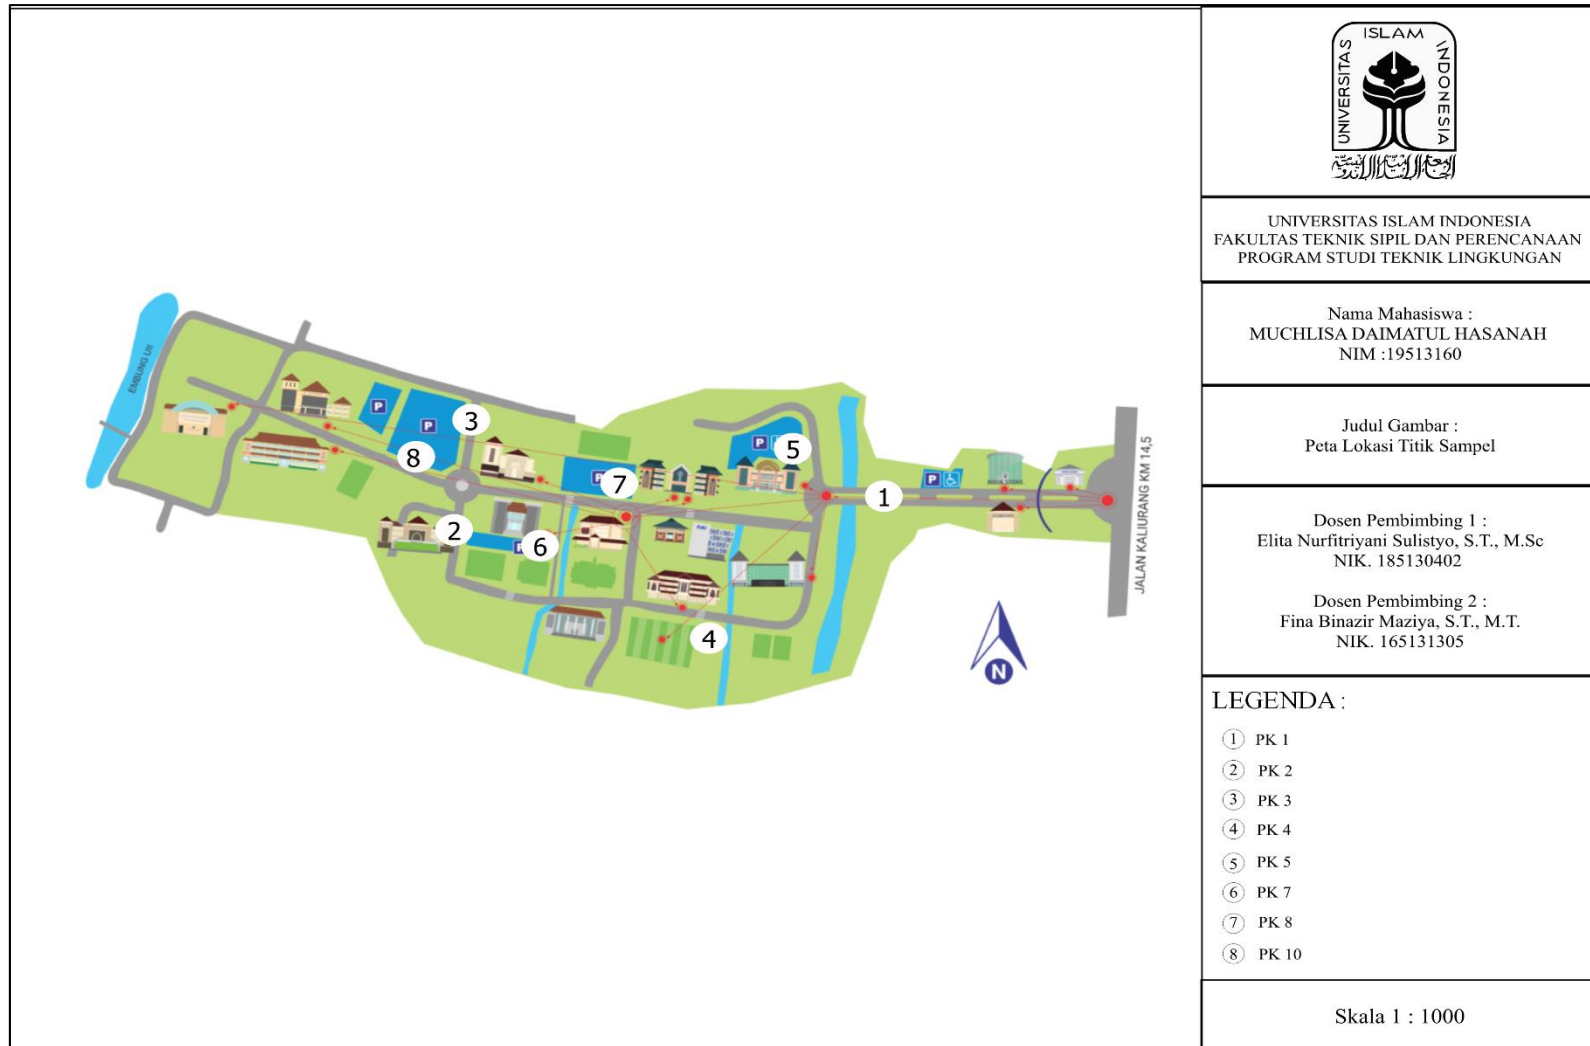 EMBUNG UII
P
P
3
8
2
P
7
6
P
5
4
1
P
JALAN KALIURANG KM 14,5
N
UNIVERSITAS
ISLAM
INDONESIA
UNIVERSITAS ISLAM INDONESIA
FAKULTAS TEKNIK SIPIL DAN PERENCANAAN
PROGRAM STUDI TEKNIK LINGKUNGAN
Nama Mahasiswa :
MUCHLISA DAIMATUL HASANAH
NIM :19513160
Judul Gambar :
Peta Lokasi Titik Sampel
Dosen Pembimbing 1 :
Elita Nurfitriyani Sulistyo, S.T., M.Sc
NIK. 185130402
Dosen Pembimbing 2 :
Fina Binazir Maziya, S.T., M.T.
NIK. 165131305
LEGENDA :
1 PK 1
2 PK 2
3 PK 3
4 PK 4
5 PK 5
6 PK 7
7 PK 8
8 PK 10
Skala 1 : 1000